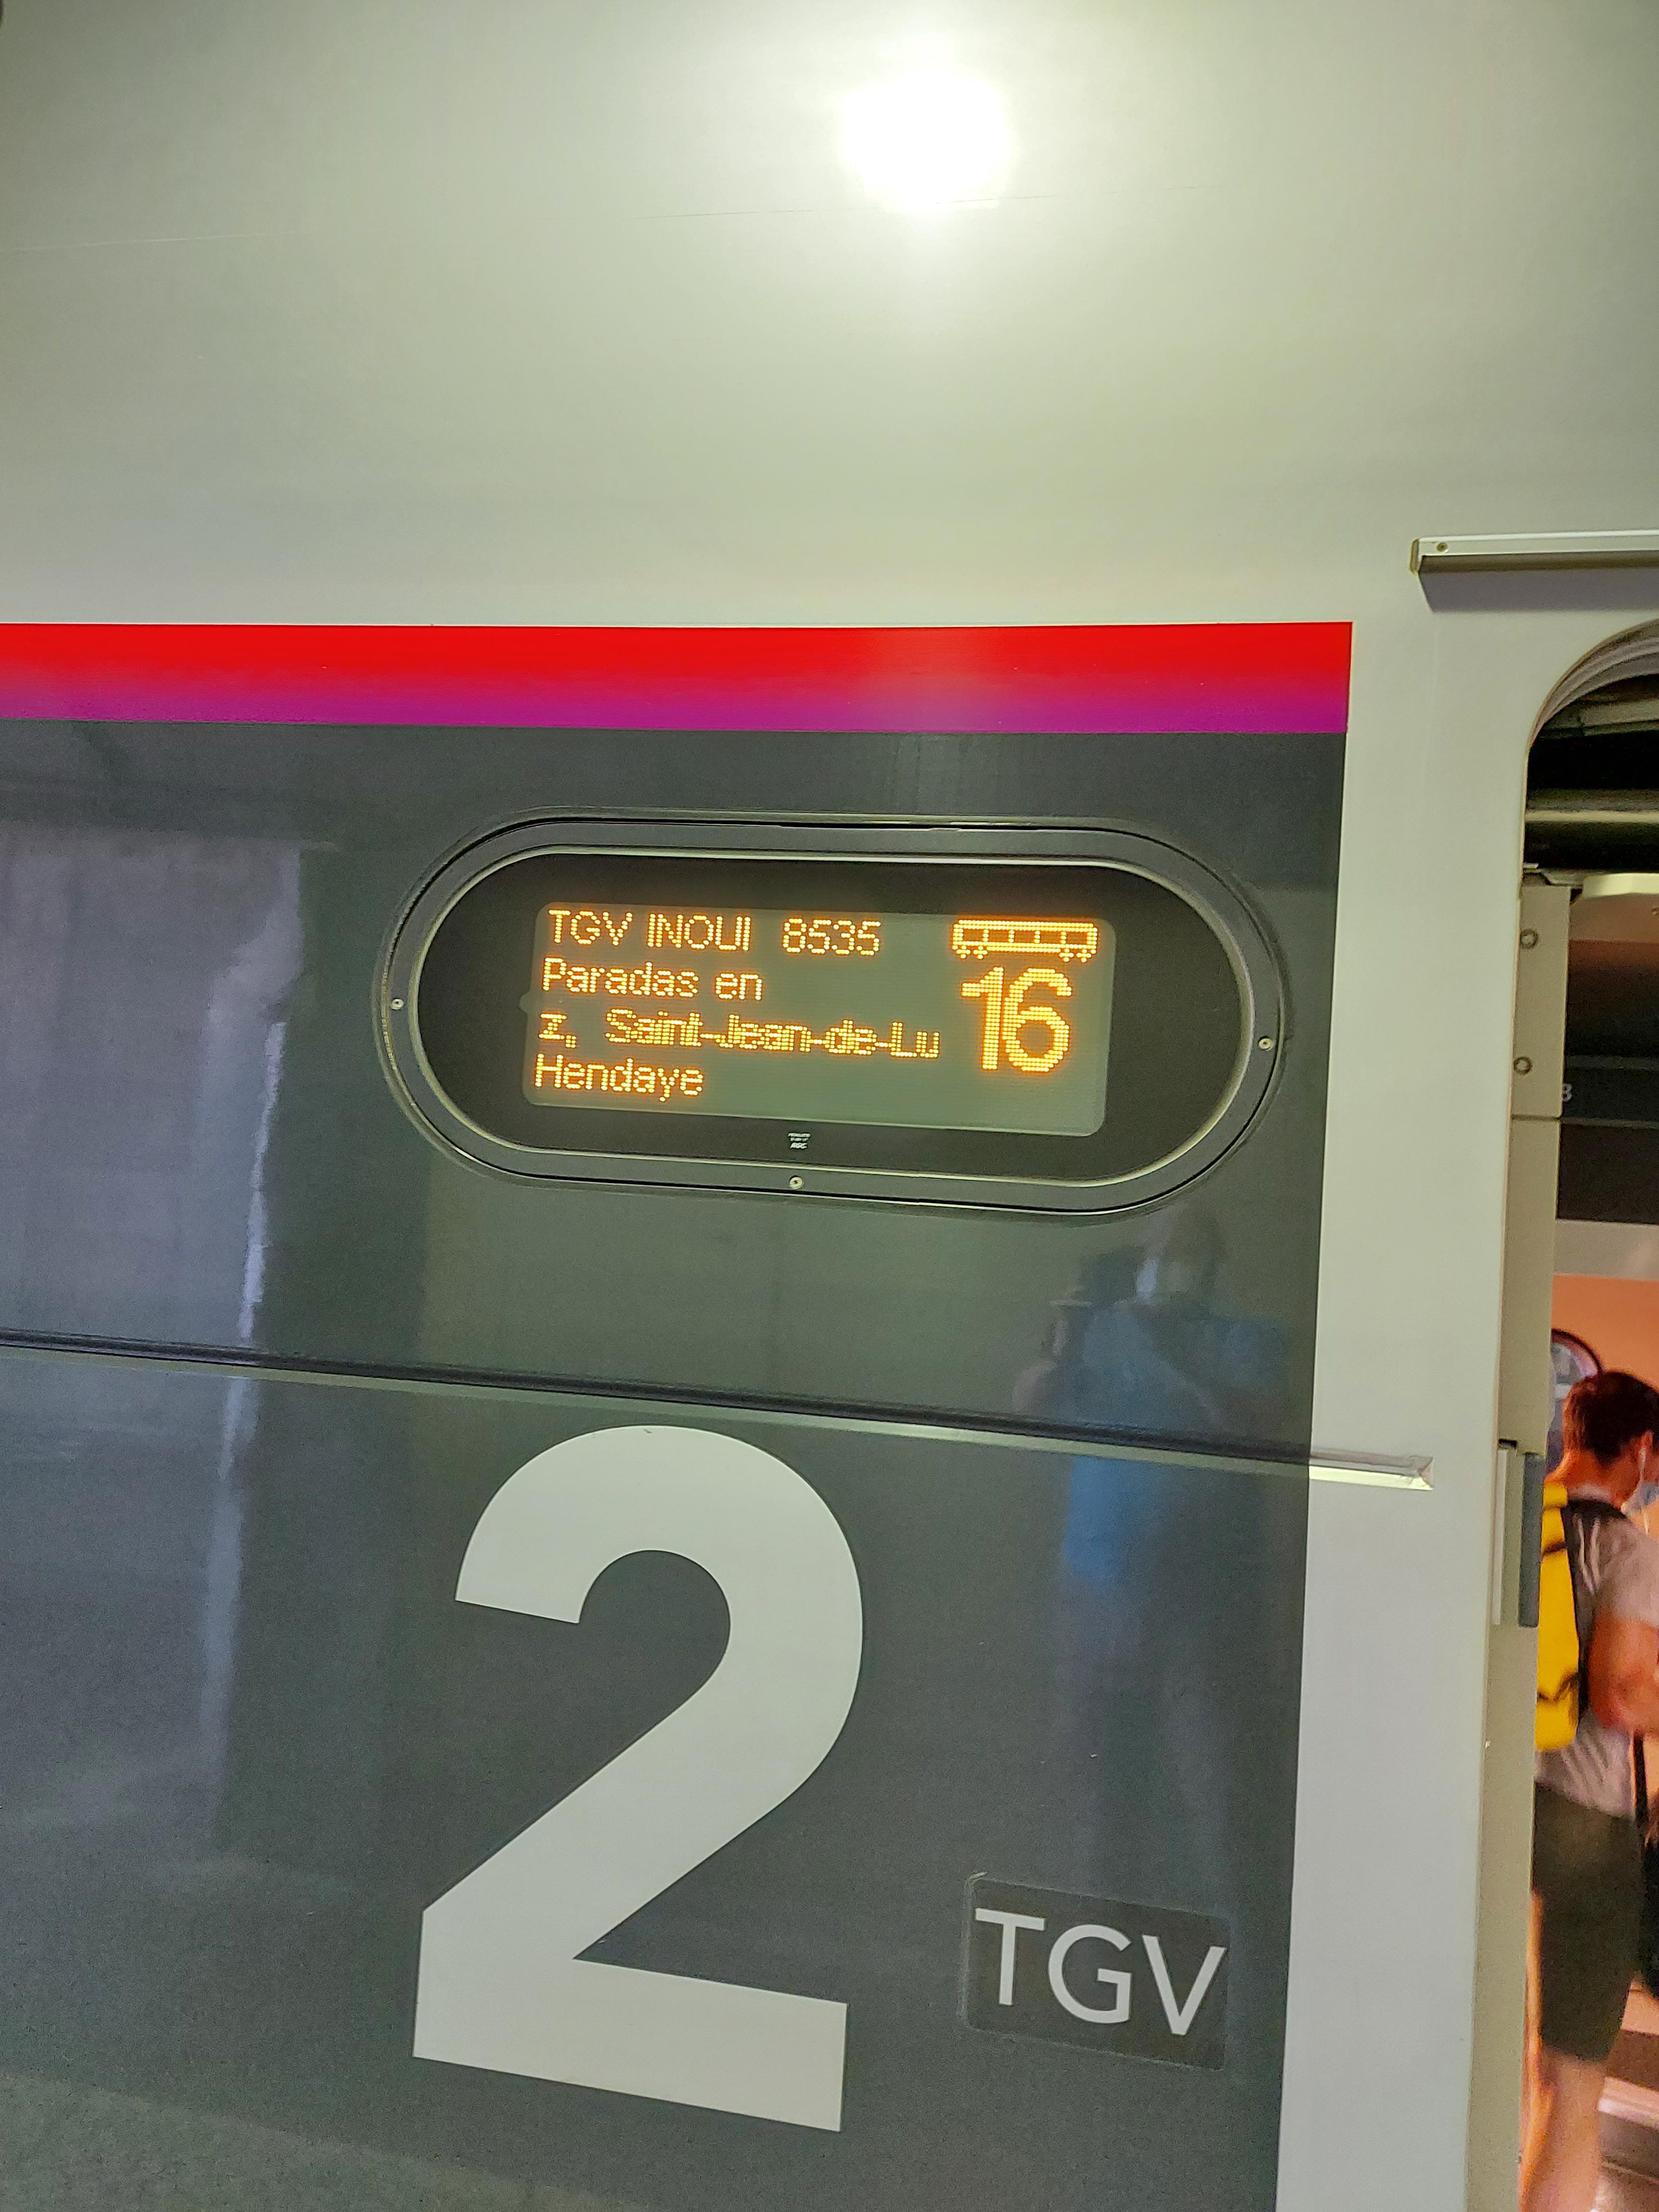 TGV INOUI 8535
Paradas en
z, Saint-Jean-de-Lu
Hendaye
16
2
TGV